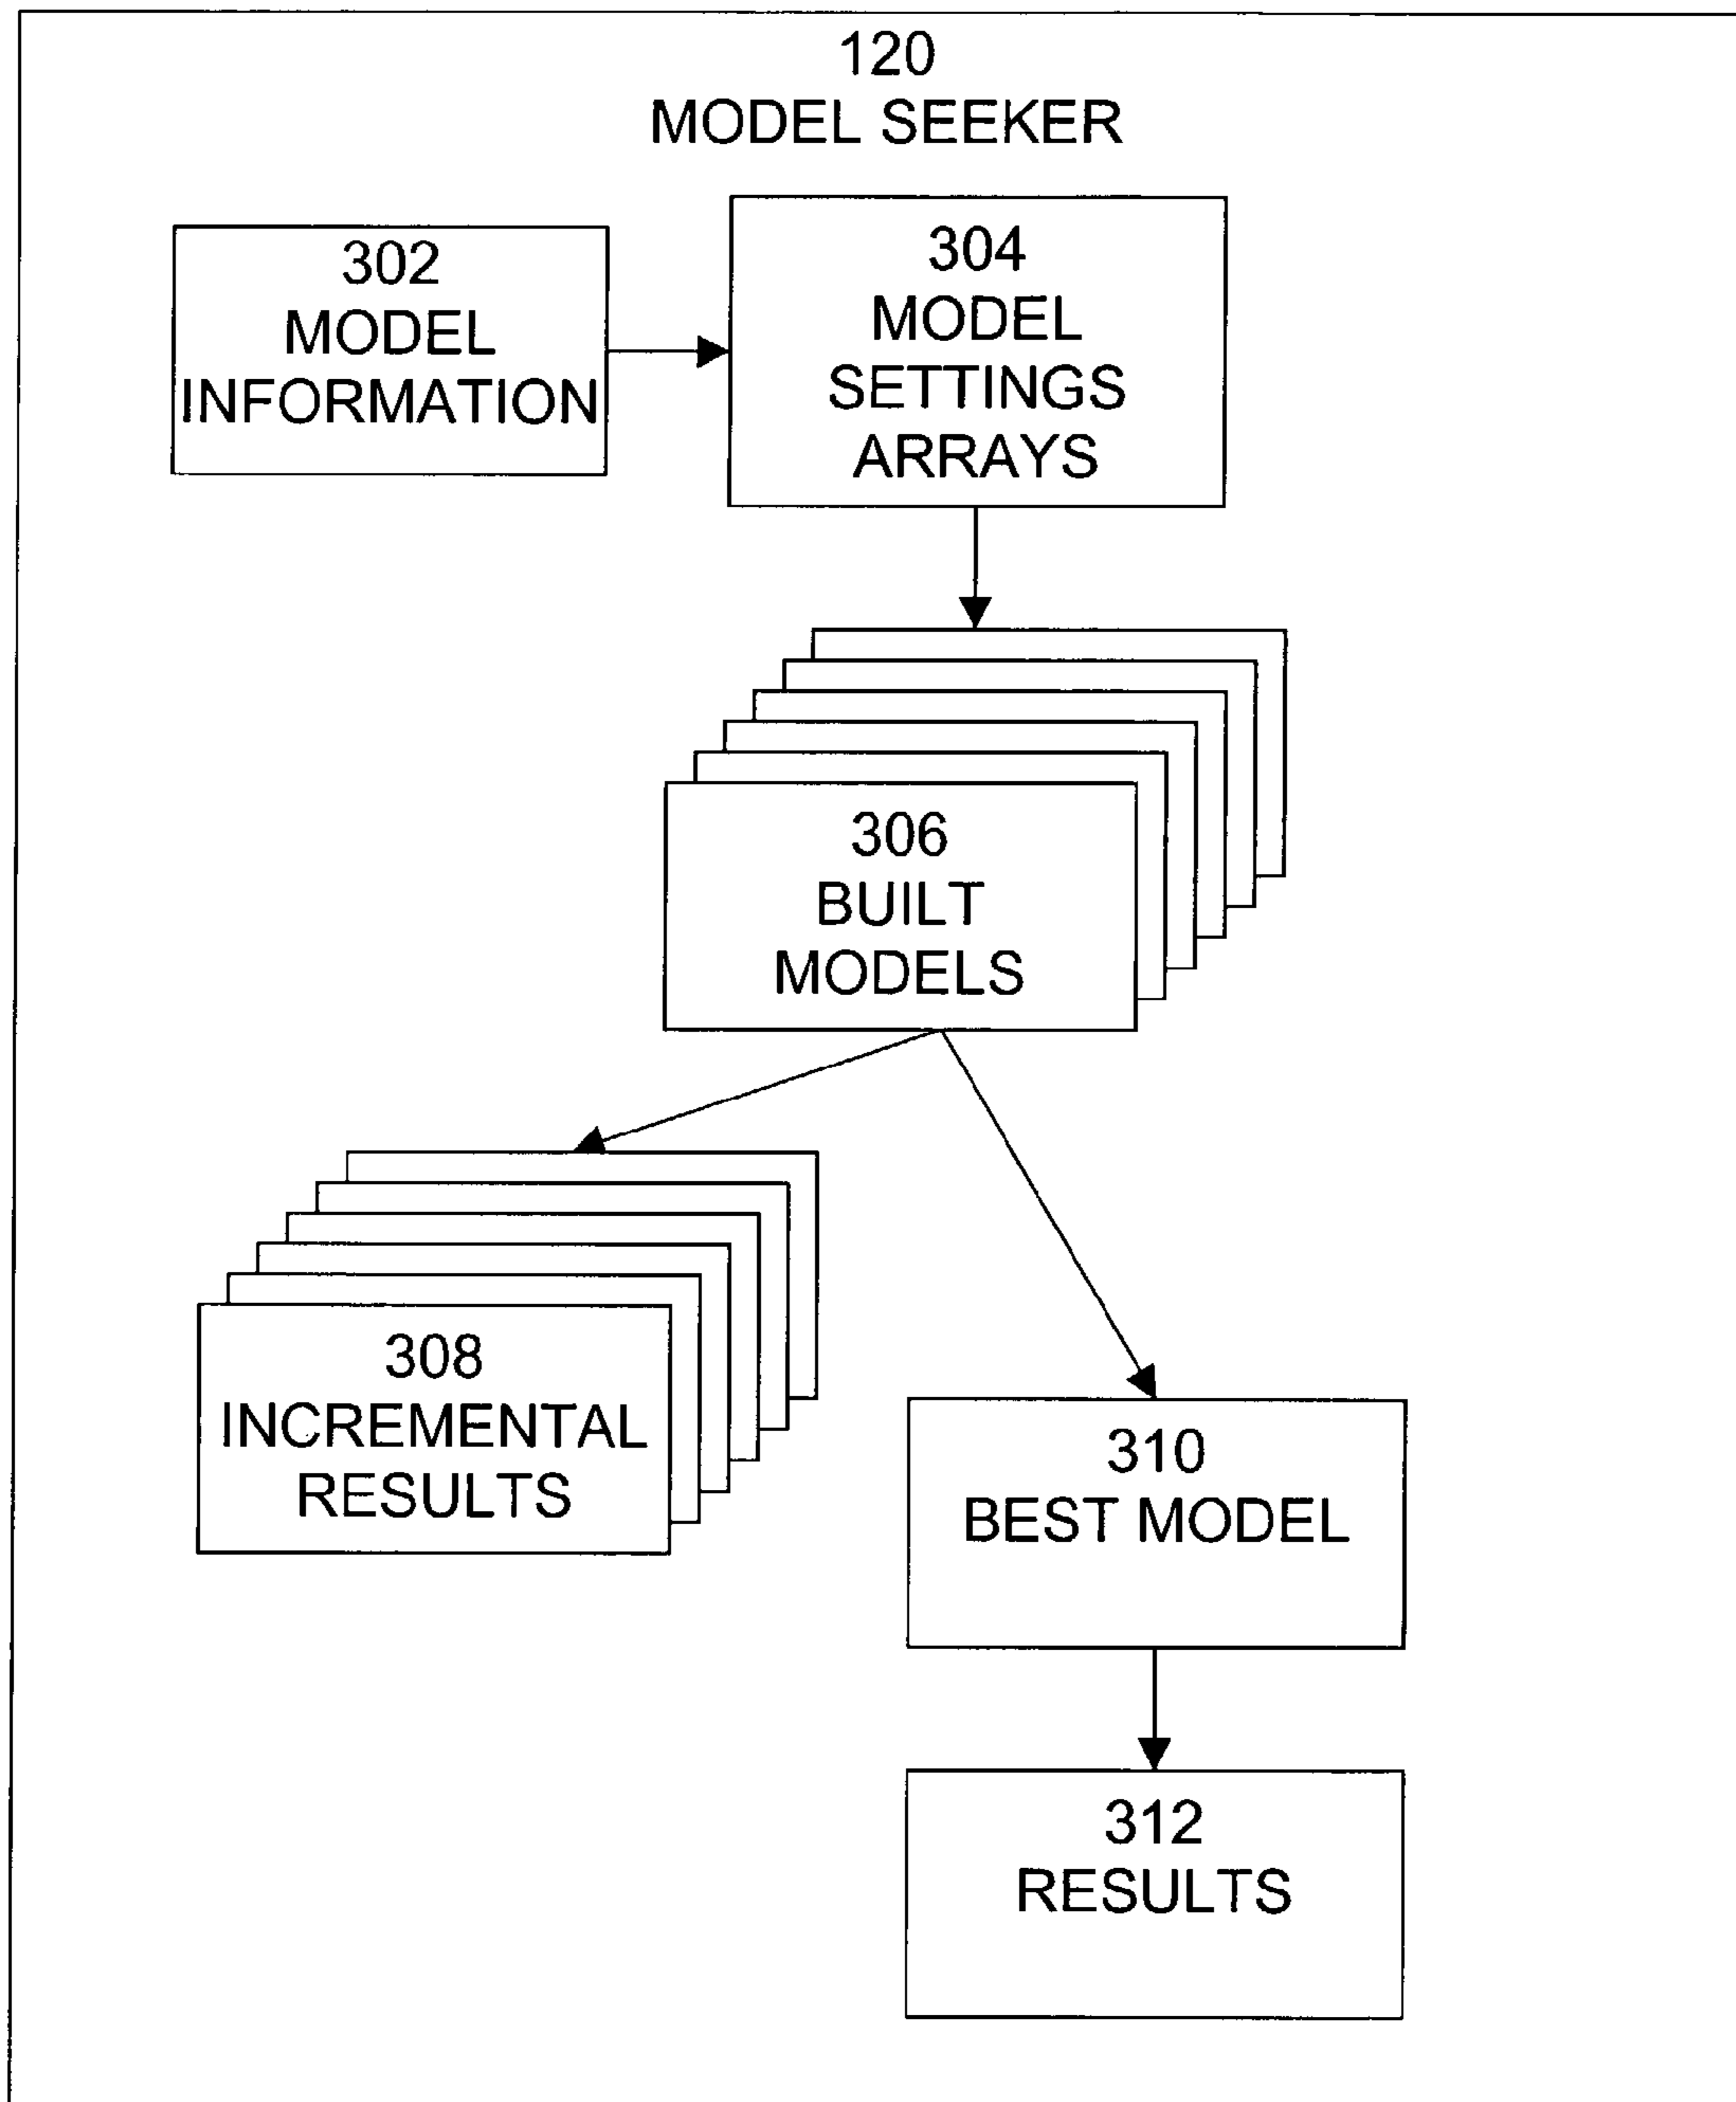 120
MODEL SEEKER
302
MODEL
INFORMATION
304
MODEL
SETTINGS
ARRAYS
306
BUILT
MODELS
308
INCREMENTAL
RESULTS
310
BEST MODEL
312
RESULTS